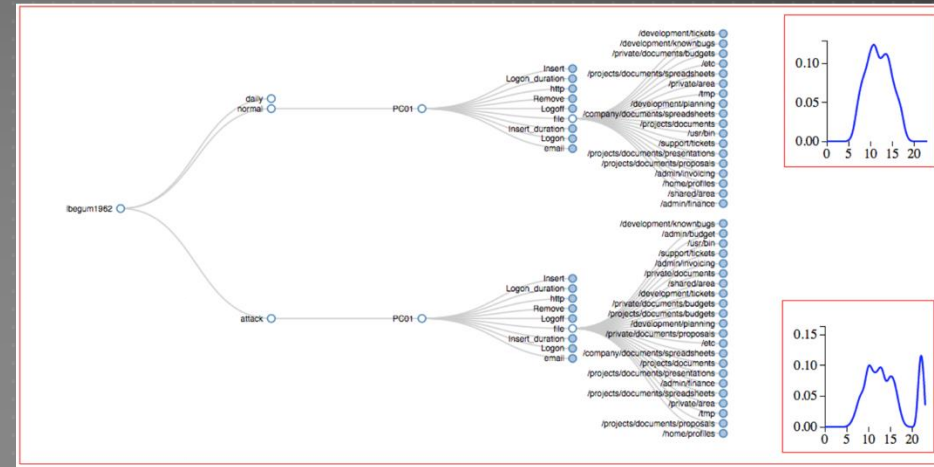 lbegum1962
daily
normal
PC01
Insert
Logon_duration
http
Remove
Logoff
file
Insert_duration
Logon
email
/development/tickets
/development/knownbugs
/private/documents/budgets
/etc
/projects/documents/spreadsheets
/private/area
/tmp
/development/planning
/company/documents/spreadsheets
/projects/documents
/usr/bin
/support/tickets
/projects/documents/presentations
/projects/documents/proposals
/admin/invoicing
/home/profiles
/shared/area
/admin/finance
attack
PC01
Insert
Logon_duration
http
Remove
Logoff
file
Insert_duration
Logon
email
/development/knownbugs
/admin/budget
/usr/bin
/support/tickets
/admin/invoicing
/private/documents
/shared/area
/development/tickets
/private/documents/budgets
/projects/documents/budgets
/development/planning
/private/documents/proposals
/etc
/company/documents/spreadsheets
/projects/documents
/projects/documents/presentations
/admin/finance
/projects/documents/spreadsheets
/private/area
/tmp
/projects/documents/proposals
/home/profiles
0.10
0.05
0.00
0 5 10 15 20
0.15
0.10
0.05
0.00
0 5 10 15 20